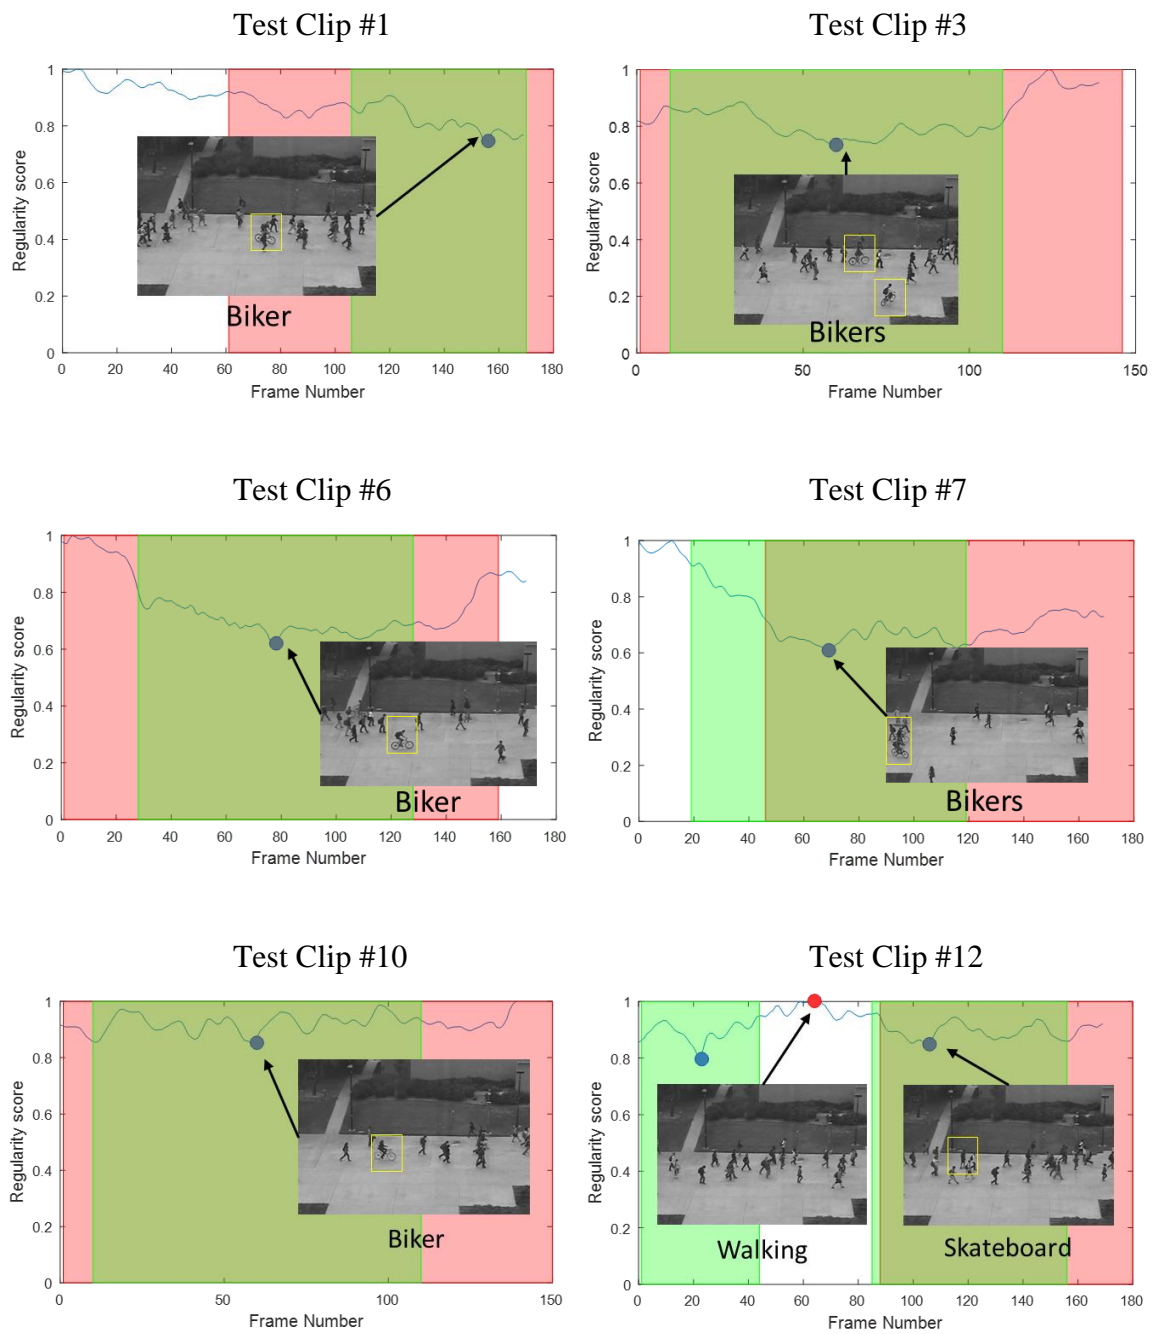 Test Clip #1
1
0.8
0.6
0.4
0.2
0
Regularity score
Biker
0 20 40 60 80 100 120 140 160 180
Frame Number
Test Clip #3
1
0.8
0.6
0.4
0.2
0
Regularity score
Bikers
0 50 100 150
Frame Number
Test Clip #6
1
0.8
0.6
0.4
0.2
0
Regularity score
Biker
0 20 40 60 80 100 120 140 160 180
Frame Number
Test Clip #7
1
0.8
0.6
0.4
0.2
0
Regularity score
Bikers
0 20 40 60 80 100 120 140 160 180
Frame Number
Test Clip #10
1
0.8
0.6
0.4
0.2
0
Regularity score
Biker
0 50 100 150
Frame Number
Test Clip #12
1
0.8
0.6
0.4
0.2
0
Regularity score
Walking Skateboard
0 20 40 60 80 100 120 140 160 180
Frame Number